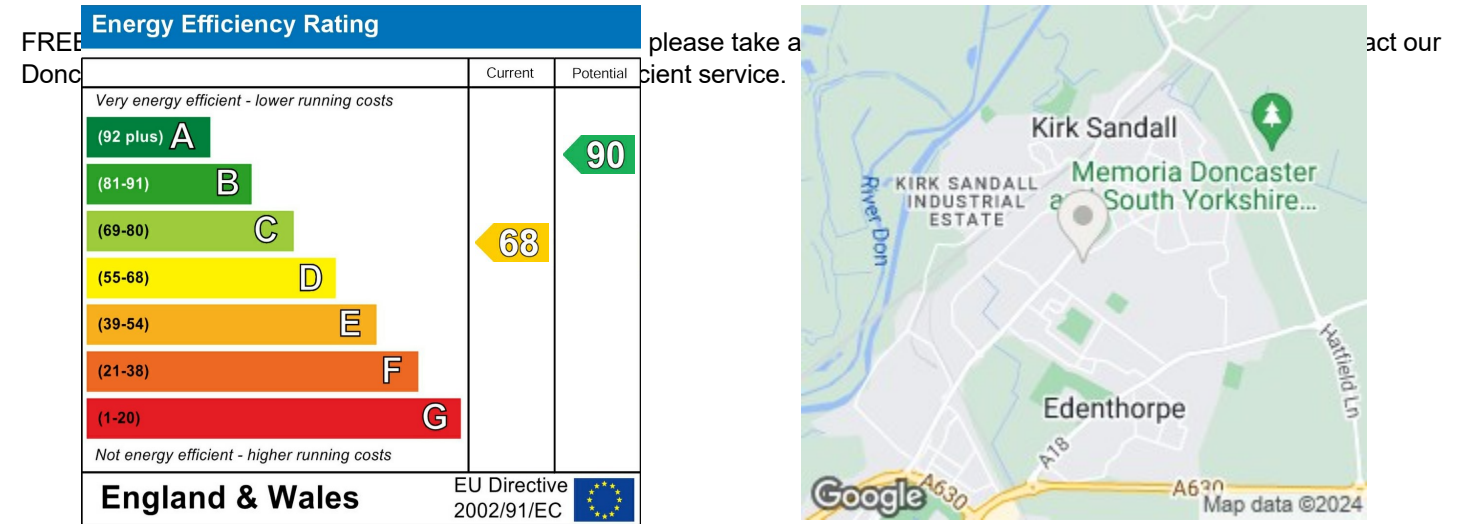 FREE
please take a
act our
Donc
cient service.
Energy Efficiency Rating
Current Potential
Very energy efficient - lower running costs
(92 plus) A
(81-91) B
(69-80) C
(55-68) D
(39-54) E
(21-38) F
(1-20) G
68
90
Not energy efficient - higher running costs
England & Wales
EU Directive
2002/91/EC
Kirk Sandall
Memoria Doncaster
and South Yorkshire...
KIRK SANDALL
INDUSTRIAL
ESTATE
River Don
Edenthorpe
Hatfield Ln
A18
A630
A630
Google
Map data ©2024